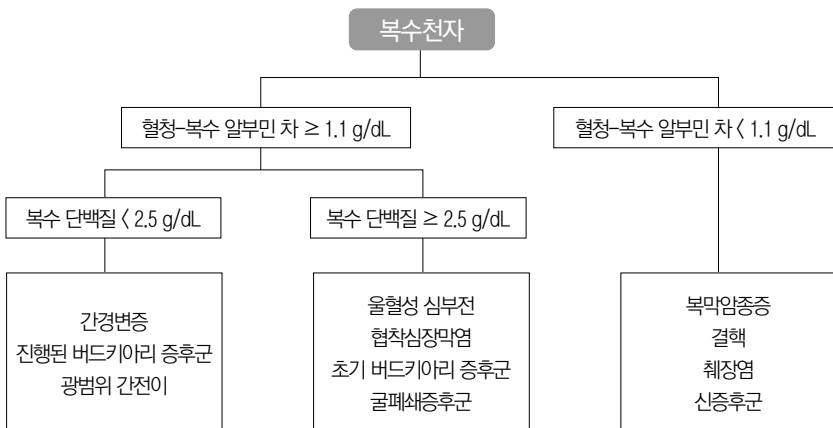 복수천자
혈청-복수 알부민 차 ≥ 1.1 g/dL
혈청-복수 알부민 차 < 1.1 g/dL
복수 단백질 < 2.5 g/dL
복수 단백질 ≥ 2.5 g/dL
간경변증
진행된 버드키아리 증후군
광범위 간전이
울혈성 심부전
협착심장막염
초기 버드키아리 증후군
굴폐쇄증후군
복막암종증
결핵
췌장염
신증후군